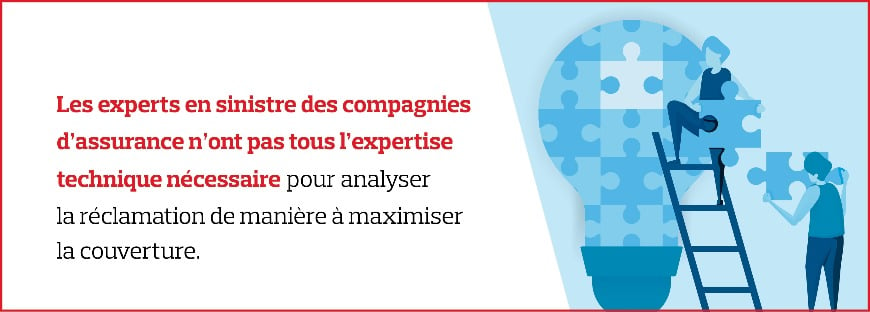 Les experts en sinistre des compagnies
d’assurance n’ont pas tous l’expertise
technique nécessaire pour analyser
la réclamation de manière à maximiser
la couverture.